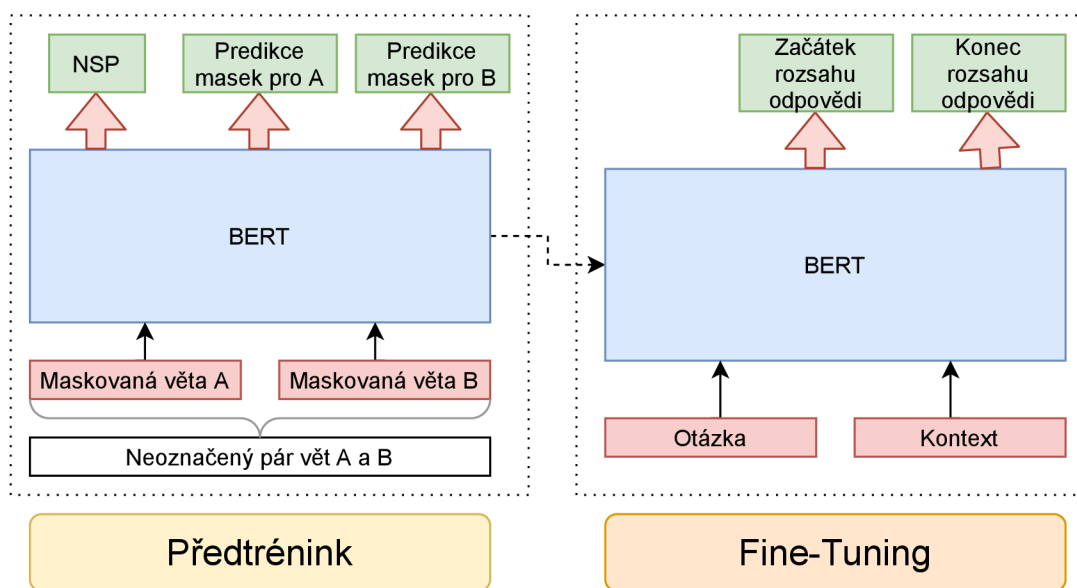 NSP
Predikce
masek pro A
Predikce
masek pro B
BERT
Maskovaná věta A
Maskovaná věta B
Neoznačený pár vět A a B
Předtrénink
Začátek
rozsahu
odpovědi
Konec
rozsahu
odpovědi
BERT
Otázka
Kontext
Fine-Tuning